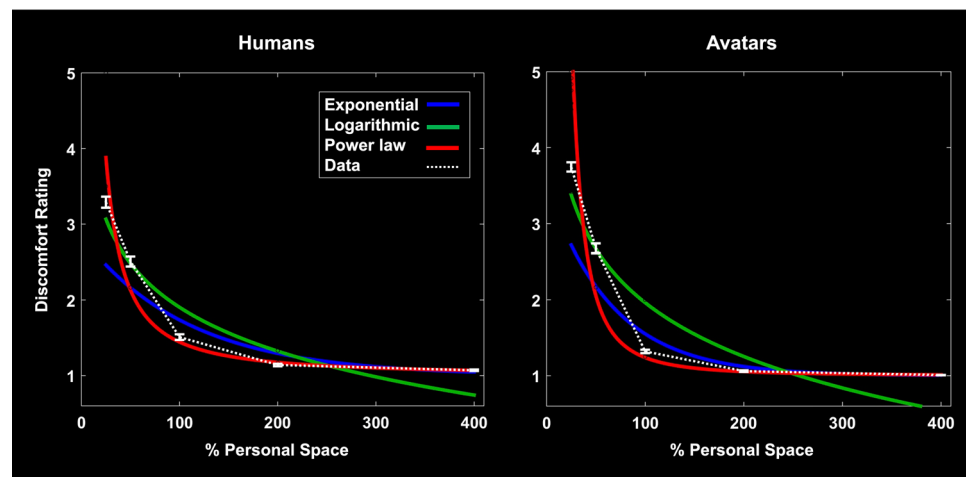 Humans
Avatars
5
4
3
2
1
0
100
200
300
400
Discomfort Rating
% Personal Space
Exponential
Logarithmic
Power law
Data
5
4
3
2
1
0
100
200
300
400
% Personal Space